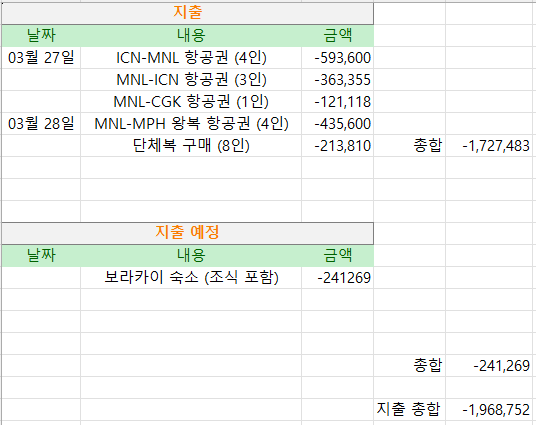 지출
날짜 내용 금액
03월 27일 ICN-MNL 항공권 (4인) -593,600
MNL-ICN 항공권 (3인) -363,355
MNL-CGK 항공권 (1인) -121,118
03월 28일 MNL-MPH 왕복 항공권 (4인) -435,600
단체복 구매 (8인) -213,810 종합 -1,727,483
지출 예정
날짜 내용 금액
보라카이 숙소 (조식 포함) -241269
종합 -241,269
지출 종합 -1,968,752